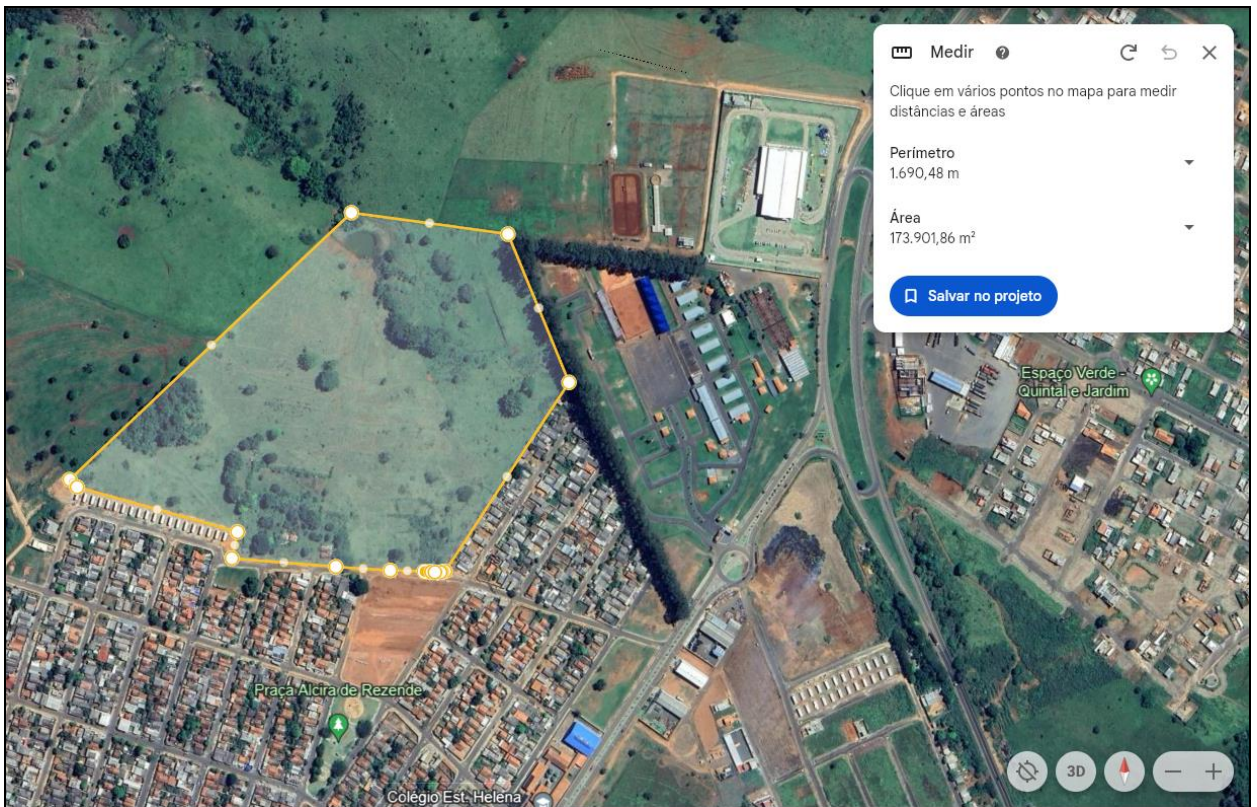 Medir
Clique em vários pontos no mapa para medir
distâncias e áreas
Perímetro
1.690,48 m
Área
173.901,86 m²
Salvar no projeto
Espaço Verde -
Quintal e Jardim
Praça Alcira de Rezende
Colégio Est. Helena
3D